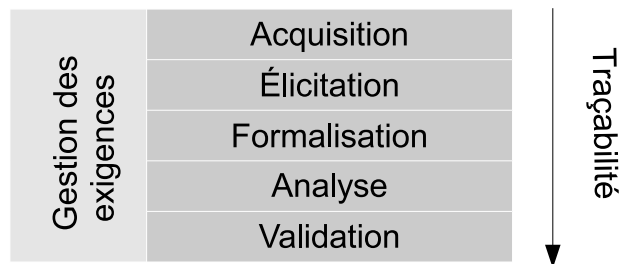 Gestion des
exigences
Acquisition
Élicitation
Formalisation
Analyse
Validation
Traçabilité